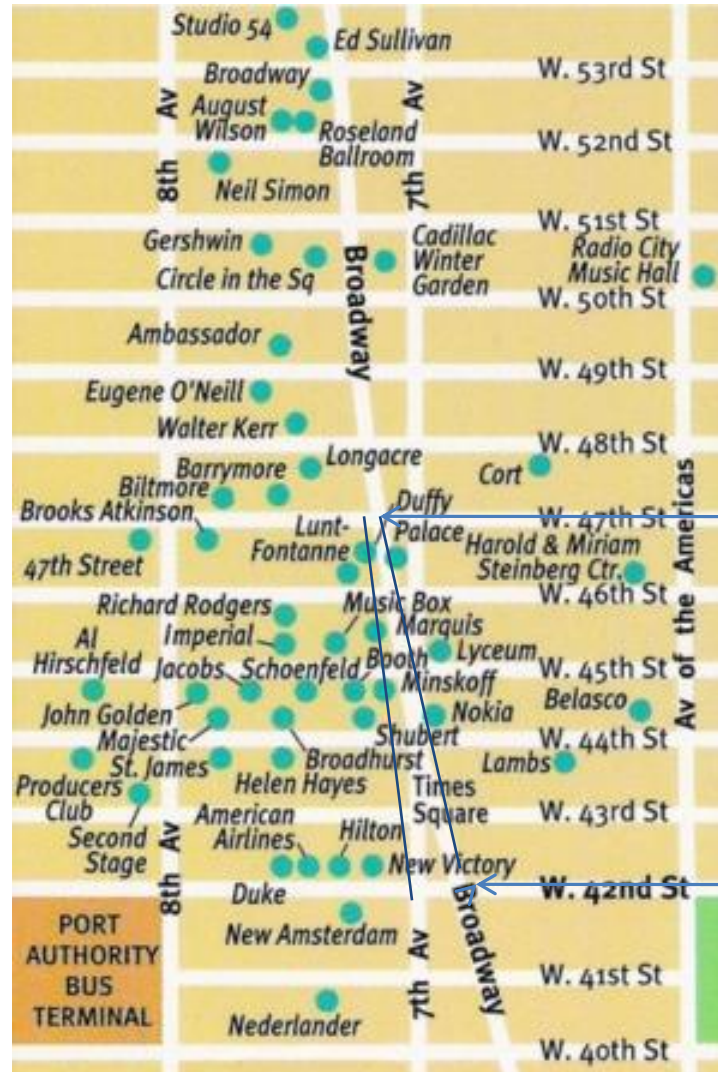 Studio 54
Ed Sullivan
W. 53rd St
Broadway
8th Av
7th Av
August
Wilson
Roseland
Ballroom
W. 52nd St
Neil Simon
W. 51st St
Gershwin
Circle in the Sq
Broadway
Cadillac
Winter
Garden
Radio City
Music Hall
W. 50th St
Ambassador
W. 49th St
Eugene O'Neill
Walter Kerr
W. 48th St
Longacre
Barrymore
Cort
Biltmore
Brooks Atkinson
Duffy
W. 47th St
Lunt-
Fontanne
Palace
47th Street
Harold & Miriam
Steinberg Ctr.
Av of the Americas
W. 46th St
Richard Rodgers
Music Box
Imperial
Marquis
Al
Hirschfeld
Lyceum
Jacobs
Schoenfeld
Booth
W. 45th St
Minskoff
John Golden
Nokia
Belasco
Majestic
Shubert
W. 44th St
St. James
Broadhurst
Lambs
Producers
Club
Helen Hayes
Times
Square
Second
Stage
American
Airlines
Hilton
W. 43rd St
8th Av
New Victory
Duke
W. 42nd St
PORT
AUTHORITY
BUS
TERMINAL
New Amsterdam
7th Av
Broadway
W. 41st St
Nederlander
W. 40th St